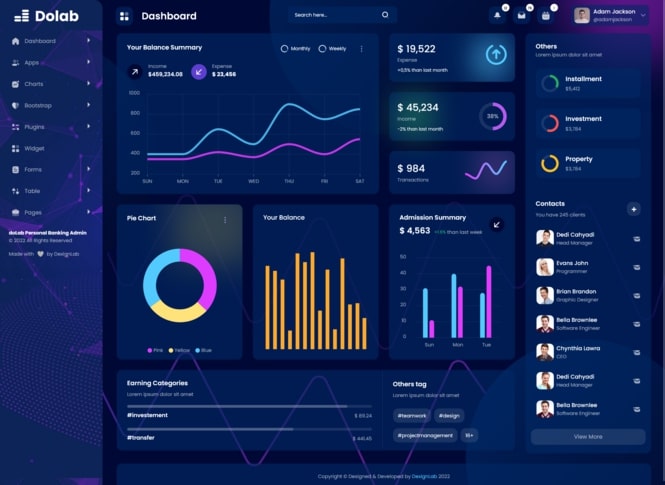 Dolab
Dashboard
Search here...
Adam Jackson
@adamjackson
Dashboard
Apps
Charts
Bootstrap
Plugins
Widget
Forms
Table
Pages
doLab Personal Banking Admin
© 2022 All Rights Reserved
Made with by DexignLab
Your Balance Summary
Monthly
Weekly
Income
$459,234.08
Expense
$ 23,456
1000
800
600
400
200
SUN
MON
TUE
WED
THU
FRI
SAT
$ 19,522
Expense
+0.5% than last month
$ 45,234
Income
-2% than last month
38%
$ 984
Transactions
Others
Lorem ipsum dolor sit amet
Installment
$5,412
Investment
$3,784
Property
$3,784
Contacts
You have 245 clients
Dedi Cahyadi
Head Manager
Evans John
Programmer
Brian Brandon
Graphic Designer
Bella Brownlee
Software Engineer
Chynthia Lawra
CEO
Dedi Cahyadi
Head Manager
Bella Brownlee
Software Engineer
View More
Pie Chart
Pink
Yellow
Blue
Your Balance
Admission Summary
$ 4,563
than last week
50
40
30
20
10
Sun
Mon
Tue
Earning Categories
Lorem ipsum dolor sit amet
#investement
#transfer
$ 441.45
Others tag
Lorem ipsum dolor sit amet
#teamwork
#design
#projectmanagement
16+
Copyright © Designed & Developed by DexignLab 2022